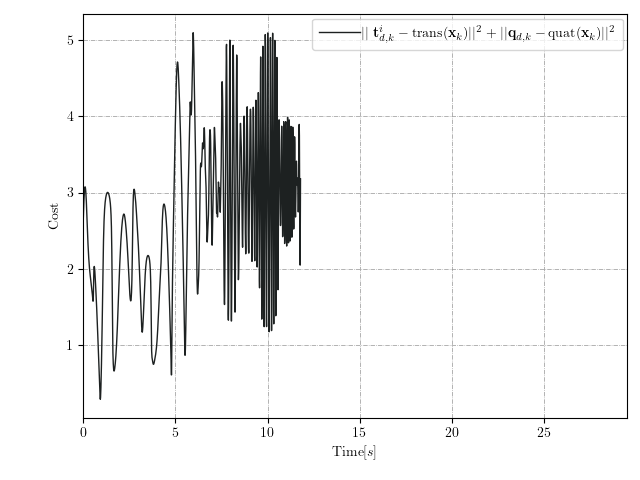 || t^i_{d,k} − trans(x_k)||^2 + ||q_{d,k} − quat(x_k)||^2
5
4
3
2
1
Cost
0 5 10 15 20 25
Time[s]